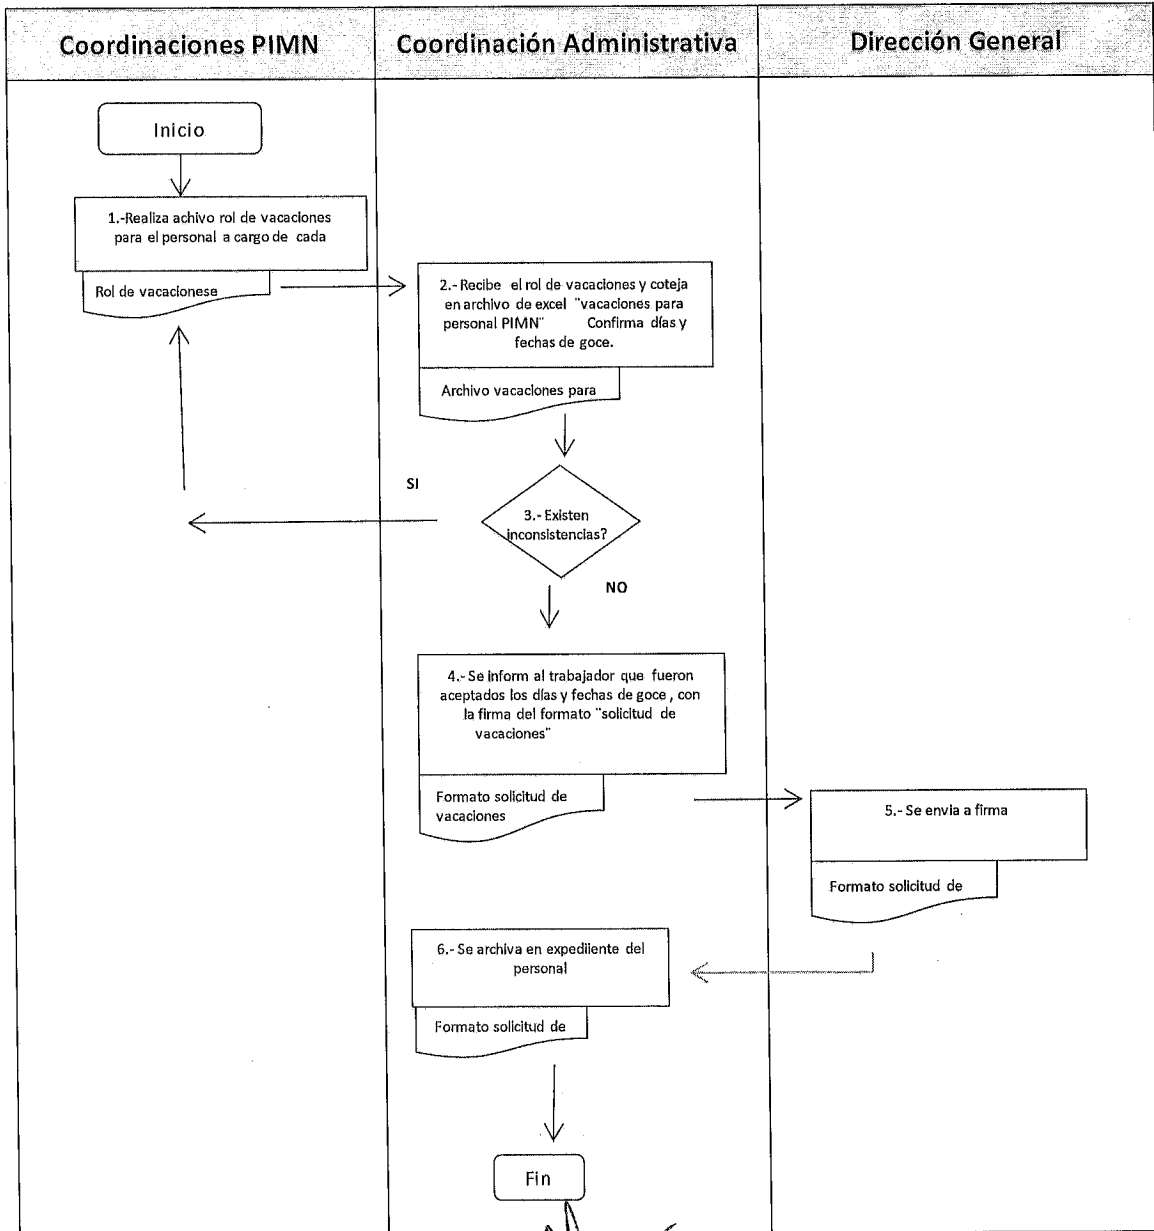 Coordinaciones PIMN
Coordinación Administrativa
Dirección General
Inicio
1.-Realiza achivo rol de vacaciones
para el personal a cargo de cada
Rol de vacacionese
2.- Recibe el rol de vacaciones y coteja
en archivo de excel "vacaciones para
personal PIMN" Confirma días y
fechas de goce.
Archivo vacaciones para
SI
3.- Existen
inconsistencias?
NO
4.- Se inform al trabajador que fueron
aceptados los días y fechas de goce , con
la firma del formato "solicitud de
vacaciones"
Formato solicitud de
vacaciones
5.- Se envia a firma
Formato solicitud de
6.- Se archiva en expediiente del
personal
Formato solicitud de
Fin